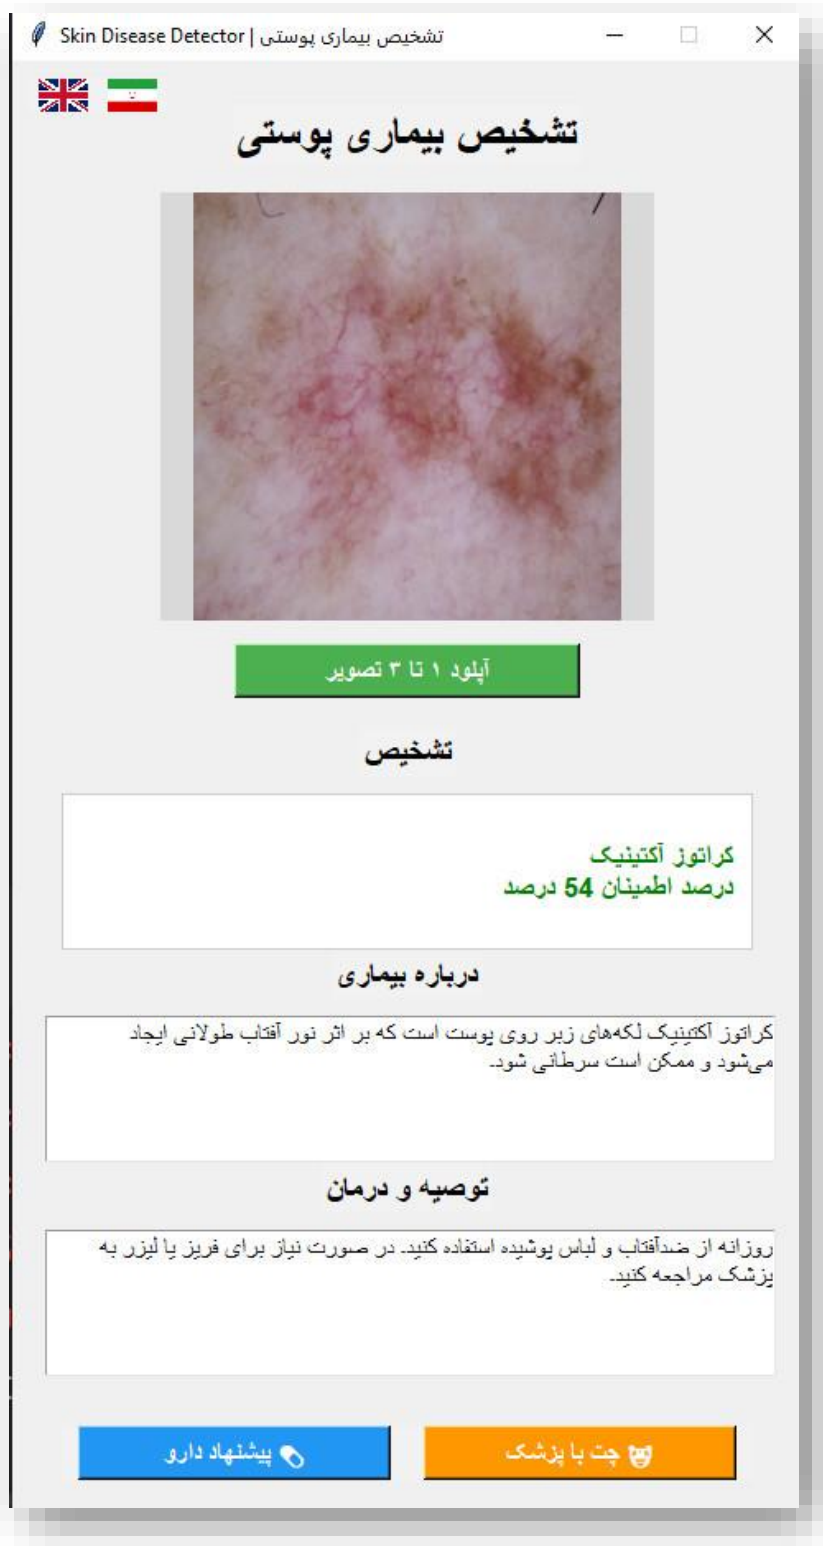 Skin Disease Detector | تشخیص بیماری پوستی
تشخیص بیماری پوستی
آپلود ۱ تا ۳ تصویر
تشخیص
کراتوز آکتینیک
درصد اطمینان 54 درصد
درباره بیماری
کراتوز آکتینیک لکه‌های زبر روی پوست است که بر اثر نور آفتاب طولانی ایجاد
می‌شود و ممکن است سرطانی شود.
توصیه و درمان
روزانه از ضدآفتاب و لباس پوشیده استفاده کنید. در صورت نیاز برای فریز یا لیزر به
پزشک مراجعه کنید.
چت با پزشک
پیشنهاد دارو